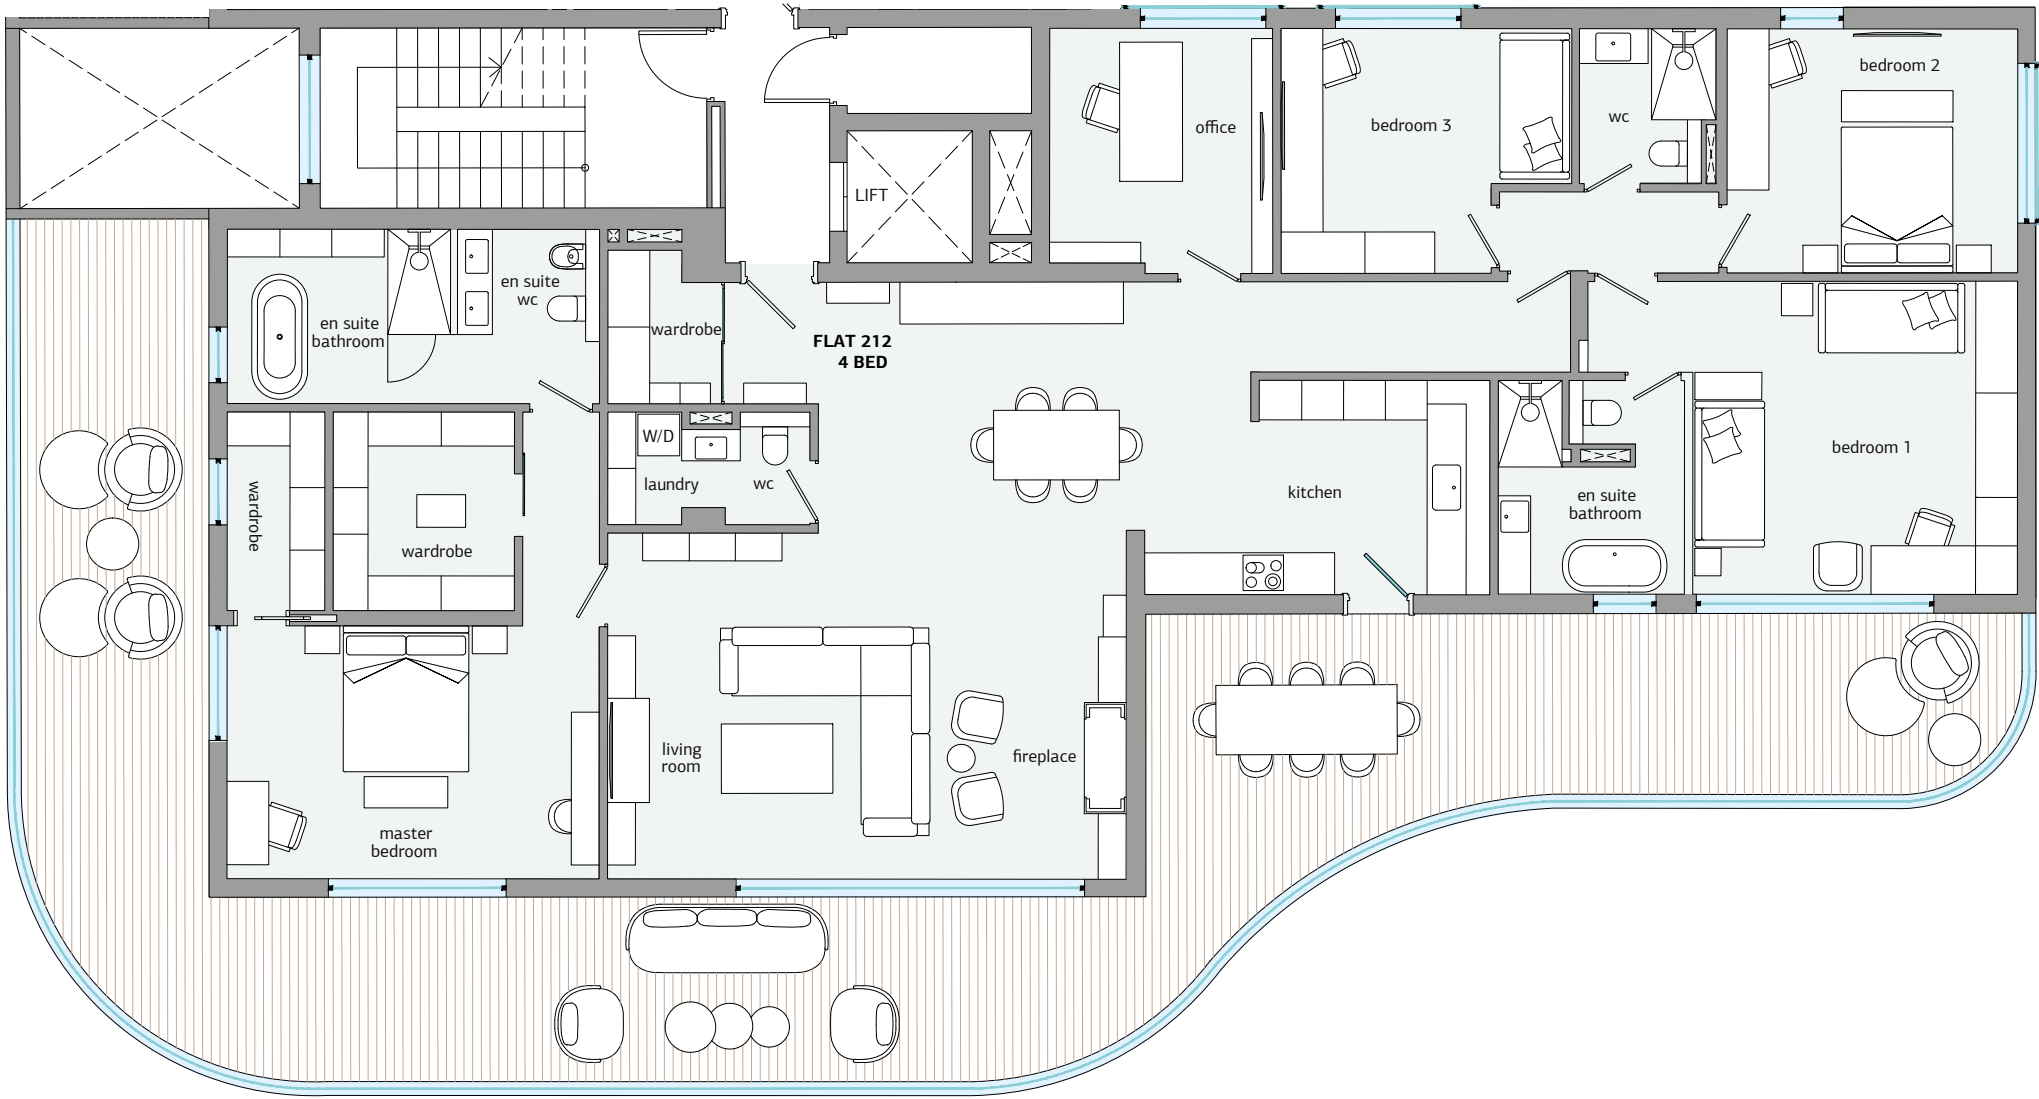 bedroom 2
wc
office
bedroom 3
LIFT
en suite
wc
en suite
bathroom
wardrobe
FLAT 212
4 BED
W/D
laundry
wc
kitchen
en suite
bathroom
bedroom 1
wardrobe
wardrobe
living
room
fireplace
master
bedroom